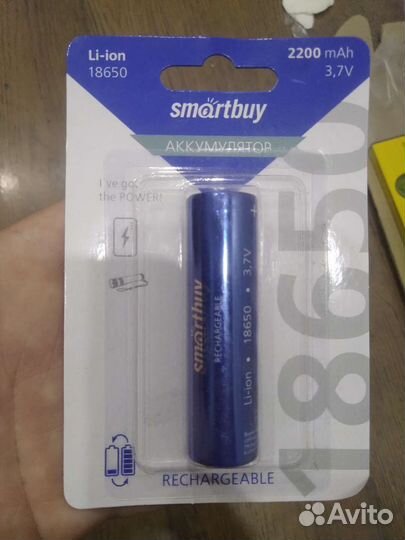 Li-ion
18650
2200 mAh
3,7V
smartbuy
АККУМУЛЯТОР
I've got
the POWER!
18650
smartbuy
RECHARGEABLE
Li-ion • 18650 • 3,7V
+
RECHARGEABLE
Avito